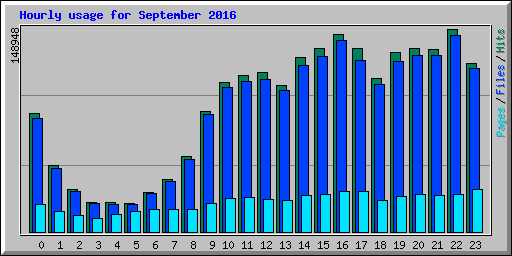 Hourly usage for September 2016
148948
Pages/Files/Hits
0 1 2 3 4 5 6 7 8 9 10 11 12 13 14 15 16 17 18 19 20 21 22 23